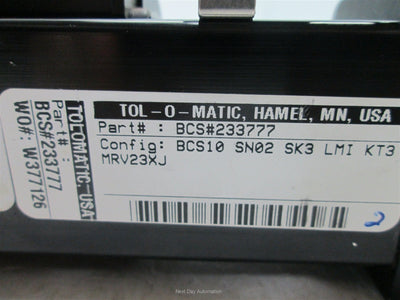 TOL-O-MATIC, HAMEL, MN, USA
Part# : BCS#233777
Config: BCS10 SN02 SK3 LMI KT3
MRV23XJ
TOLOMATIC-USA
Part #:
BCS#233777
WO#: W377126
2
Next Day Automation